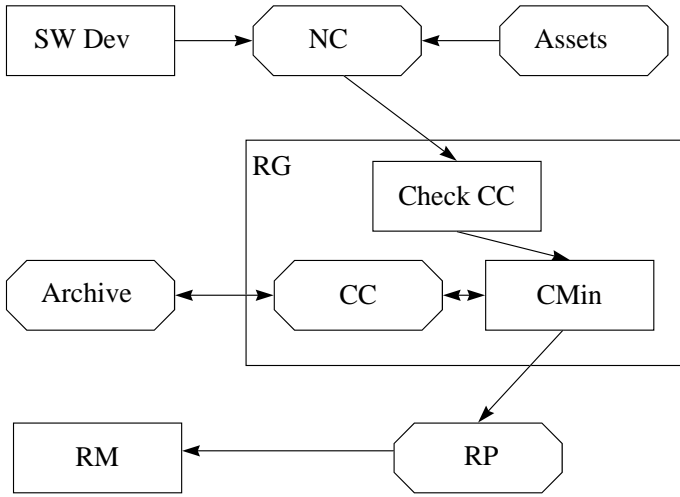 SW Dev
NC
Assets
RG
Check CC
Archive
CC
CMin
RM
RP